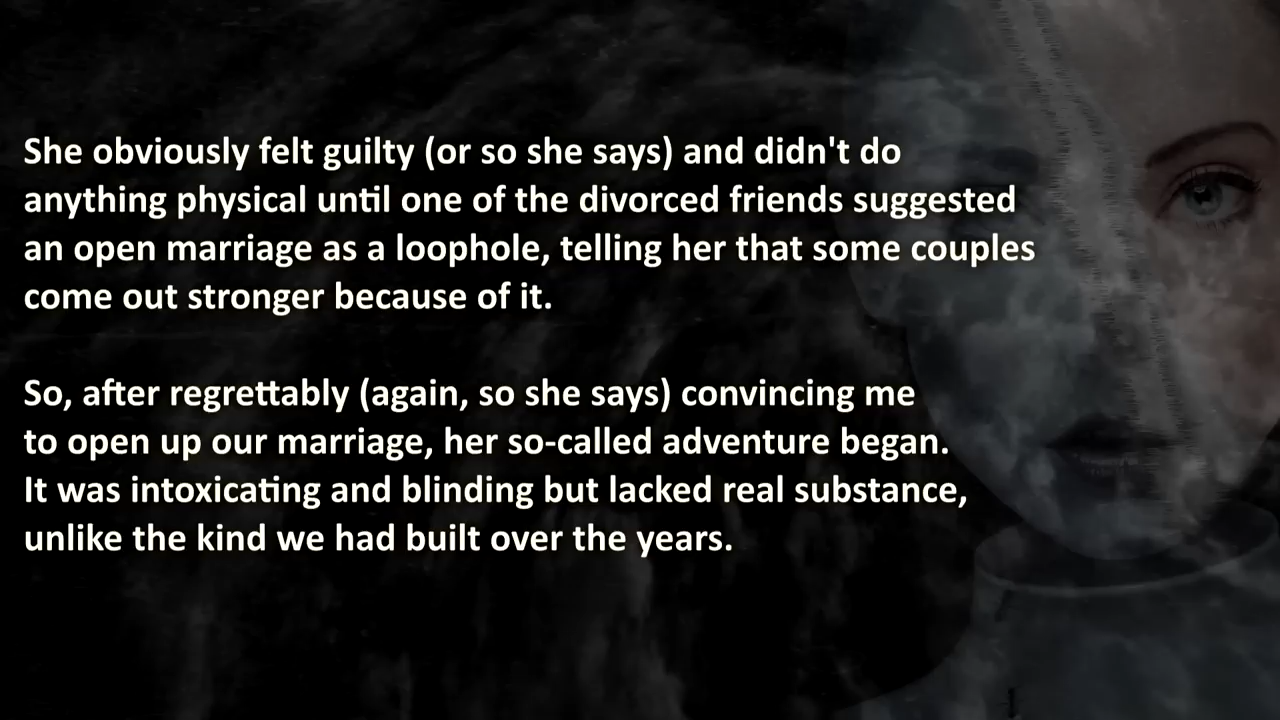 She obviously felt guilty (or so she says) and didn't do
anything physical until one of the divorced friends suggested
an open marriage as a loophole, telling her that some couples
come out stronger because of it.
So, after regrettably (again, so she says) convincing me
to open up our marriage, her so-called adventure began.
It was intoxicating and blinding but lacked real substance,
unlike the kind we had built over the years.